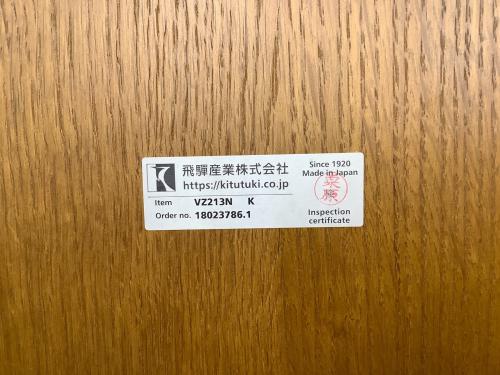 K 飛騨産業株式会社
https://kitutuki.co.jp
Item VZ213N K
Order no. 18023786.1
Since 1920
Made in Japan
Inspection
certificate